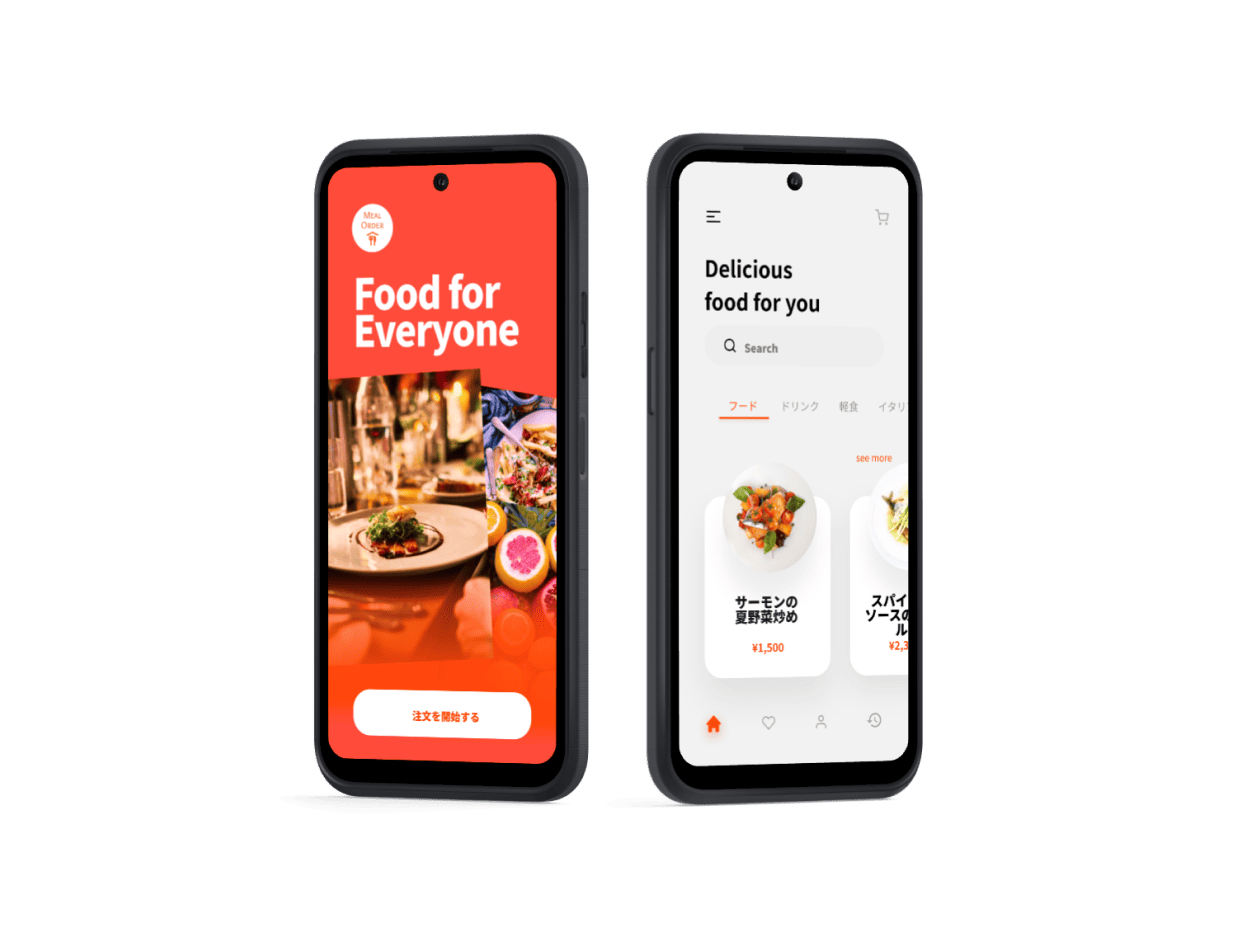 MEAL
ORDER
Food for
Everyone
注文を開始する
Delicious
food for you
Search
フード ドリンク 軽食 イタリ
see more
サーモンの
夏野菜炒め
¥1,500
スパイ
ソースの
ル
¥2,3